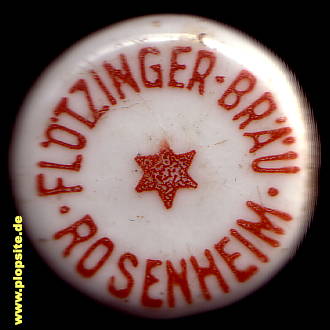 · FLÖTZINGER-BRÄU ·
ROSENHEIM
www.plopsite.de